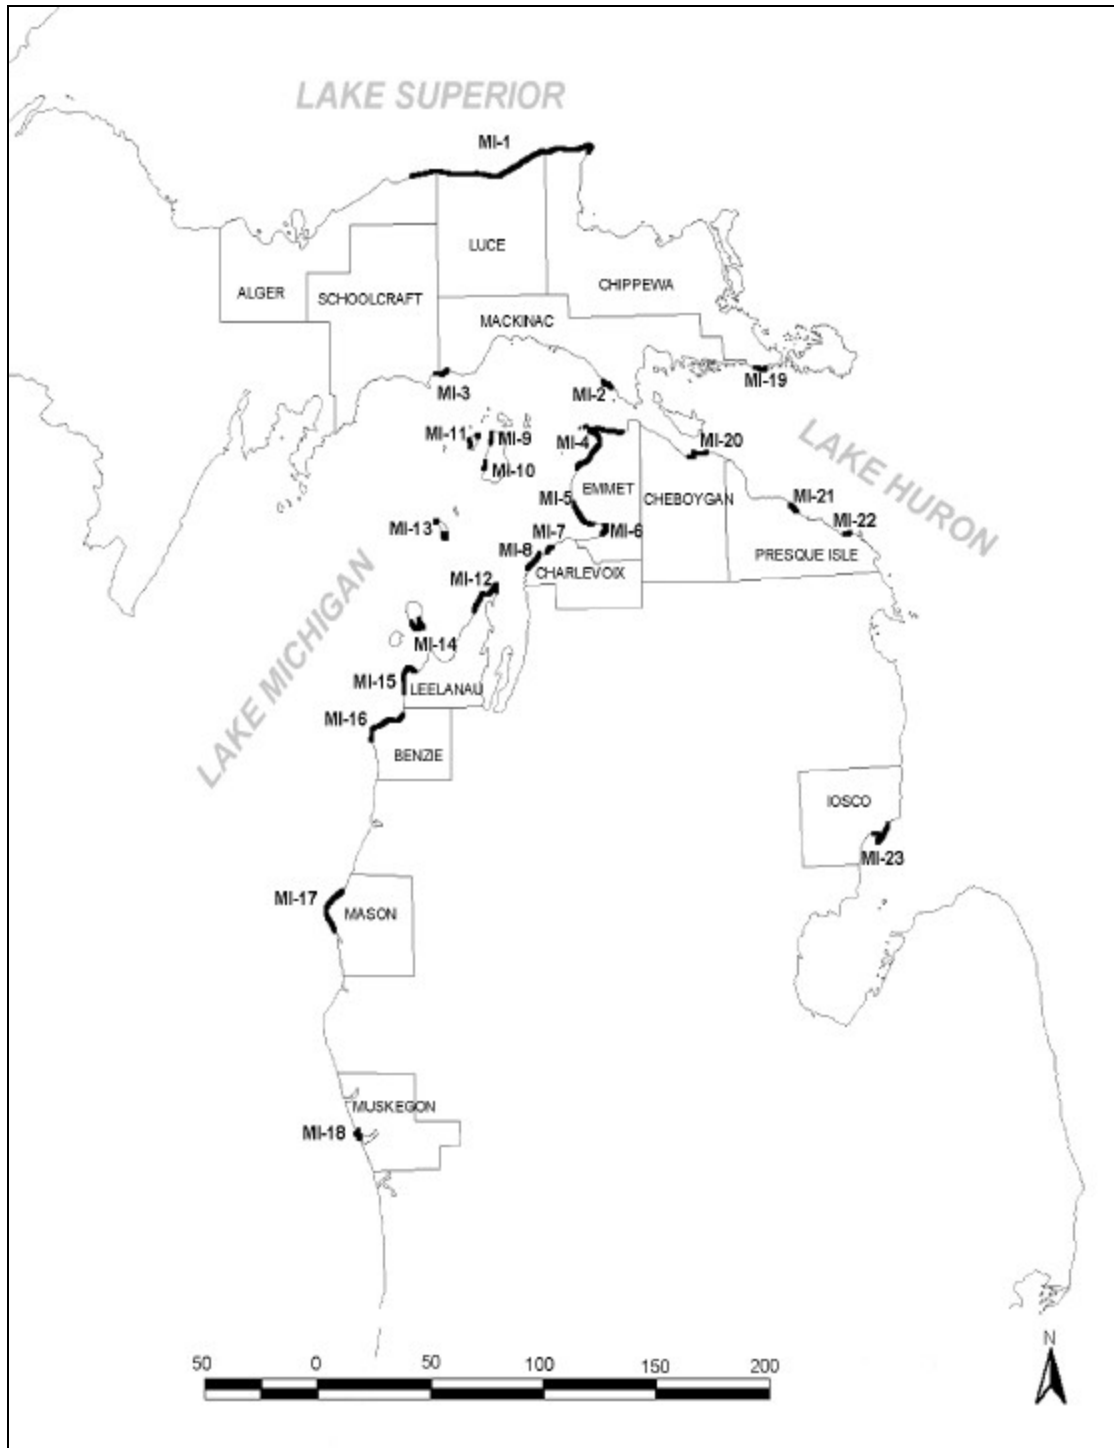 LAKE SUPERIOR
MI-1
LUCE
CHIPPEWA
ALGER
SCHOOLCRAFT
MACKINAC
MI-3
MI-2
MI-19
MI-11
MI-9
MI-4
MI-20
LAKE HURON
MI-10
EMMET
CHEBOYGAN
MI-5
MI-21
MI-13
MI-6
MI-22
MI-7
MI-8
PRESQUE ISLE
CHARLEVOIX
MI-12
LAKE MICHIGAN
MI-14
MI-15
LEELANAU
MI-16
BENZIE
IOSCO
MI-23
MI-17
MASON
MUSKEGON
MI-18
N
50 0 50 100 150 200